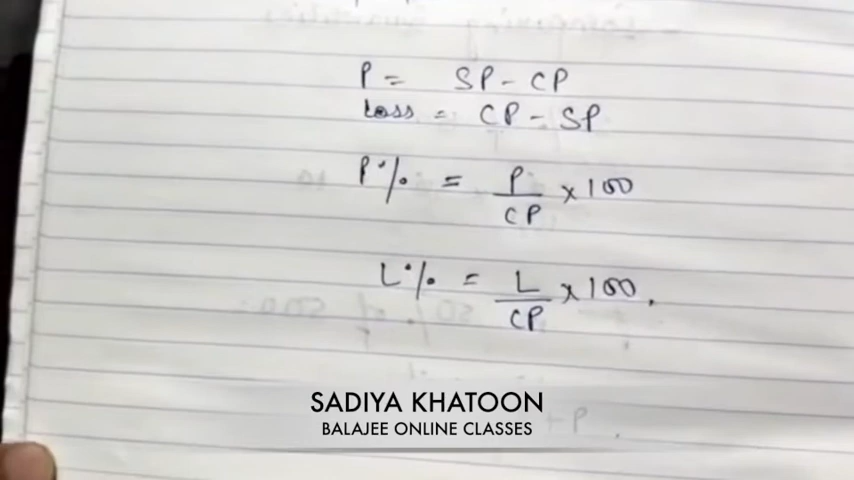 P = SP - CP
Loss = CP - SP
P% = P/CP × 100
L% = L/CP × 100.
SADIYA KHATOON
BALAJEE ONLINE CLASSES